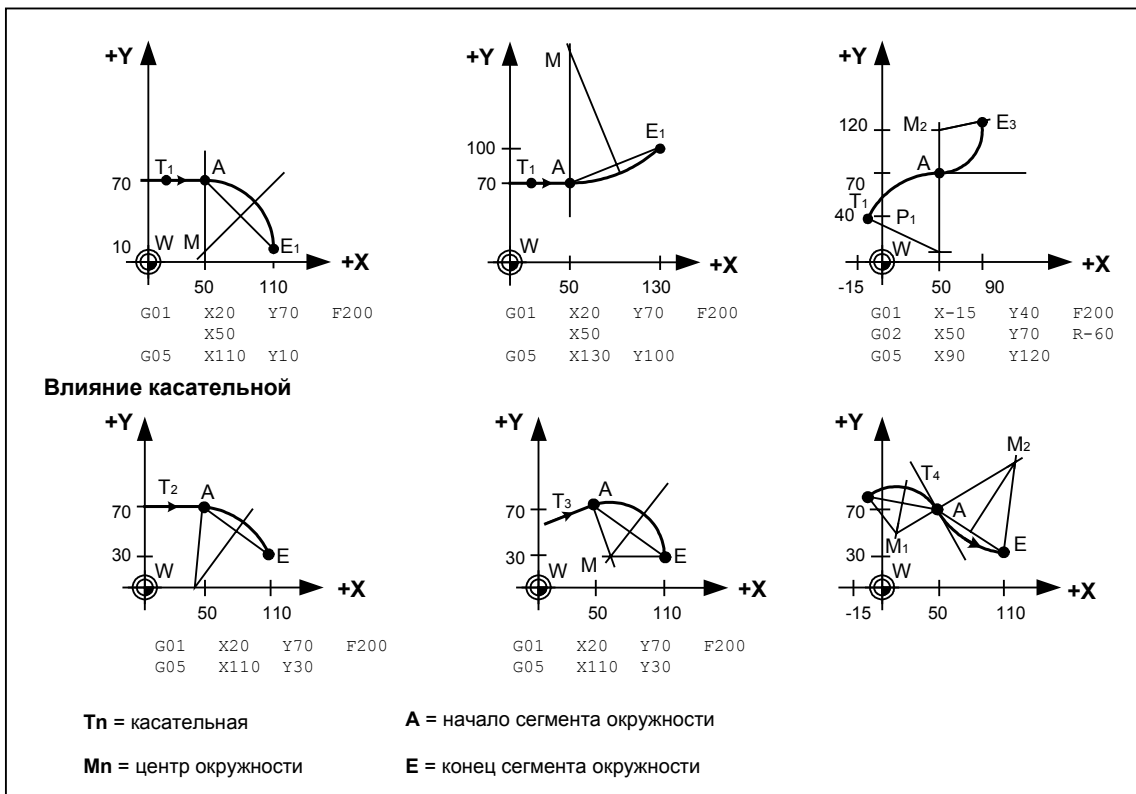 +Y
M
T1
A
70
10
W
M
E1
+X
50
110
G01 X20 Y70 F200
X50
G05 X110 Y10
+Y
M
E1
100
T1
A
70
W
+X
50
130
G01 X20 Y70 F200
X50
G05 X130 Y100
+Y
120
M2
E3
A
70
T1
40
P1
W
+X
-15
50
90
G01 X-15 Y40 F200
G02 X50 Y70 R-60
G05 X90 Y120
Влияние касательной
+Y
T2
A
70
30
E
W
+X
50
110
G01 X20 Y70 F200
G05 X110 Y30
+Y
A
T3
70
30
M
E
W
+X
50
110
G01 X20 Y70 F200
G05 X110 Y30
+Y
M2
T4
70
A
M1
30
E
W
+X
-15
50
110
Tn = касательная
A = начало сегмента окружности
Mn = центр окружности
E = конец сегмента окружности